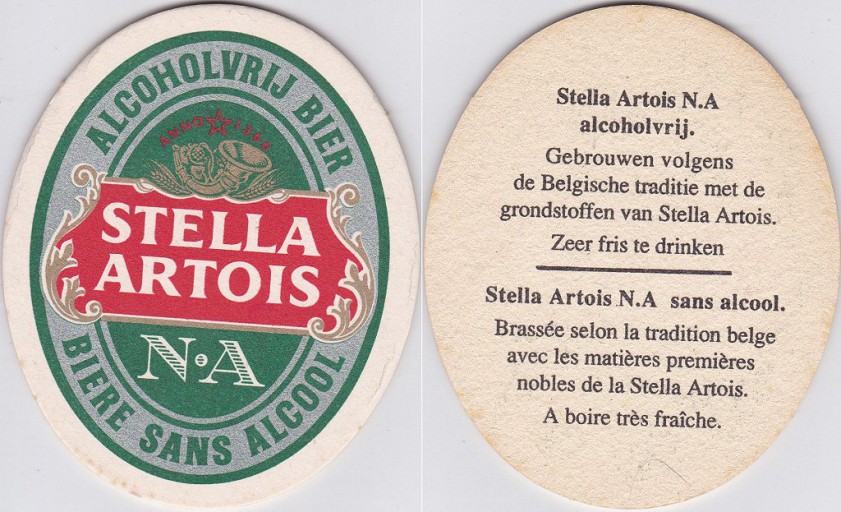 ALCOHOLVRIJ BIER
ANNO 1366
STELLA
ARTOIS
N·A
BIERE SANS ALCOOL
Stella Artois N.A
alcoholvrij.
Gebrouwen volgens
de Belgische traditie met de
grondstoffen van Stella Artois.
Zeer fris te drinken
Stella Artois N.A sans alcool.
Brassée selon la tradition belge
avec les matières premières
nobles de la Stella Artois.
A boire très fraîche.